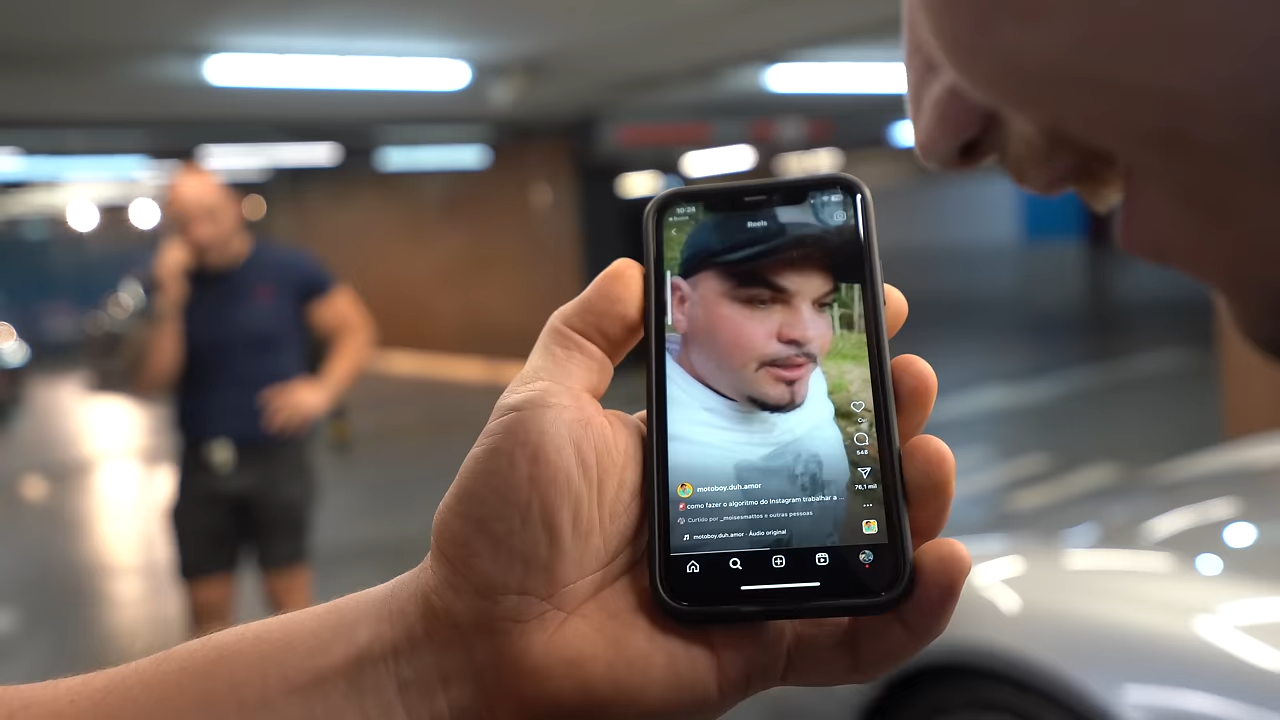 10:24
Reels
548
76,1 mil
motoboy.duh.amor
como fazer o algoritmo do Instagram trabalhar a ...
Curtido por _moisesmattos e outras pessoas
motoboy.duh.amor · Áudio original